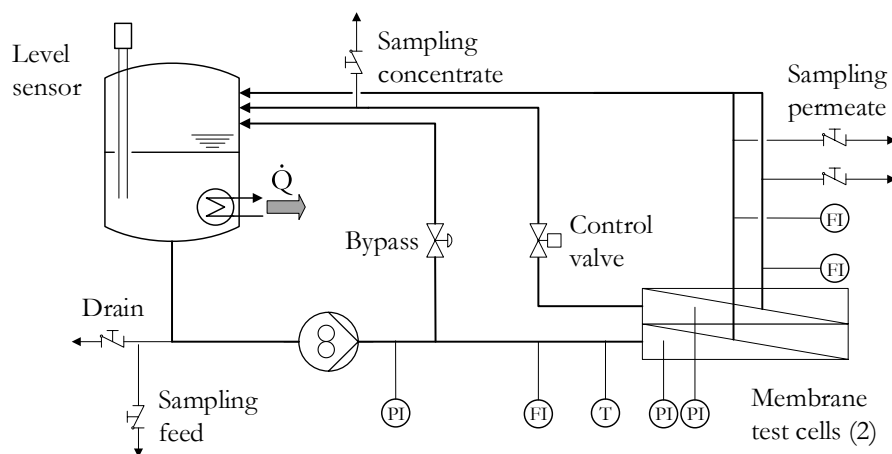 Level
sensor
Sampling
concentrate
Sampling
permeate
Q̇
Bypass
Control
valve
FI
FI
Drain
Sampling
feed
PI
FI
T
PI
PI
Membrane
test cells (2)